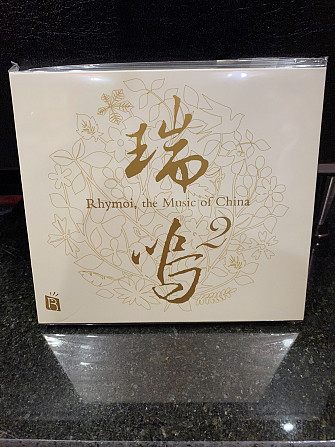 瑞
Rhymoi, the Music of China
鸣2
R